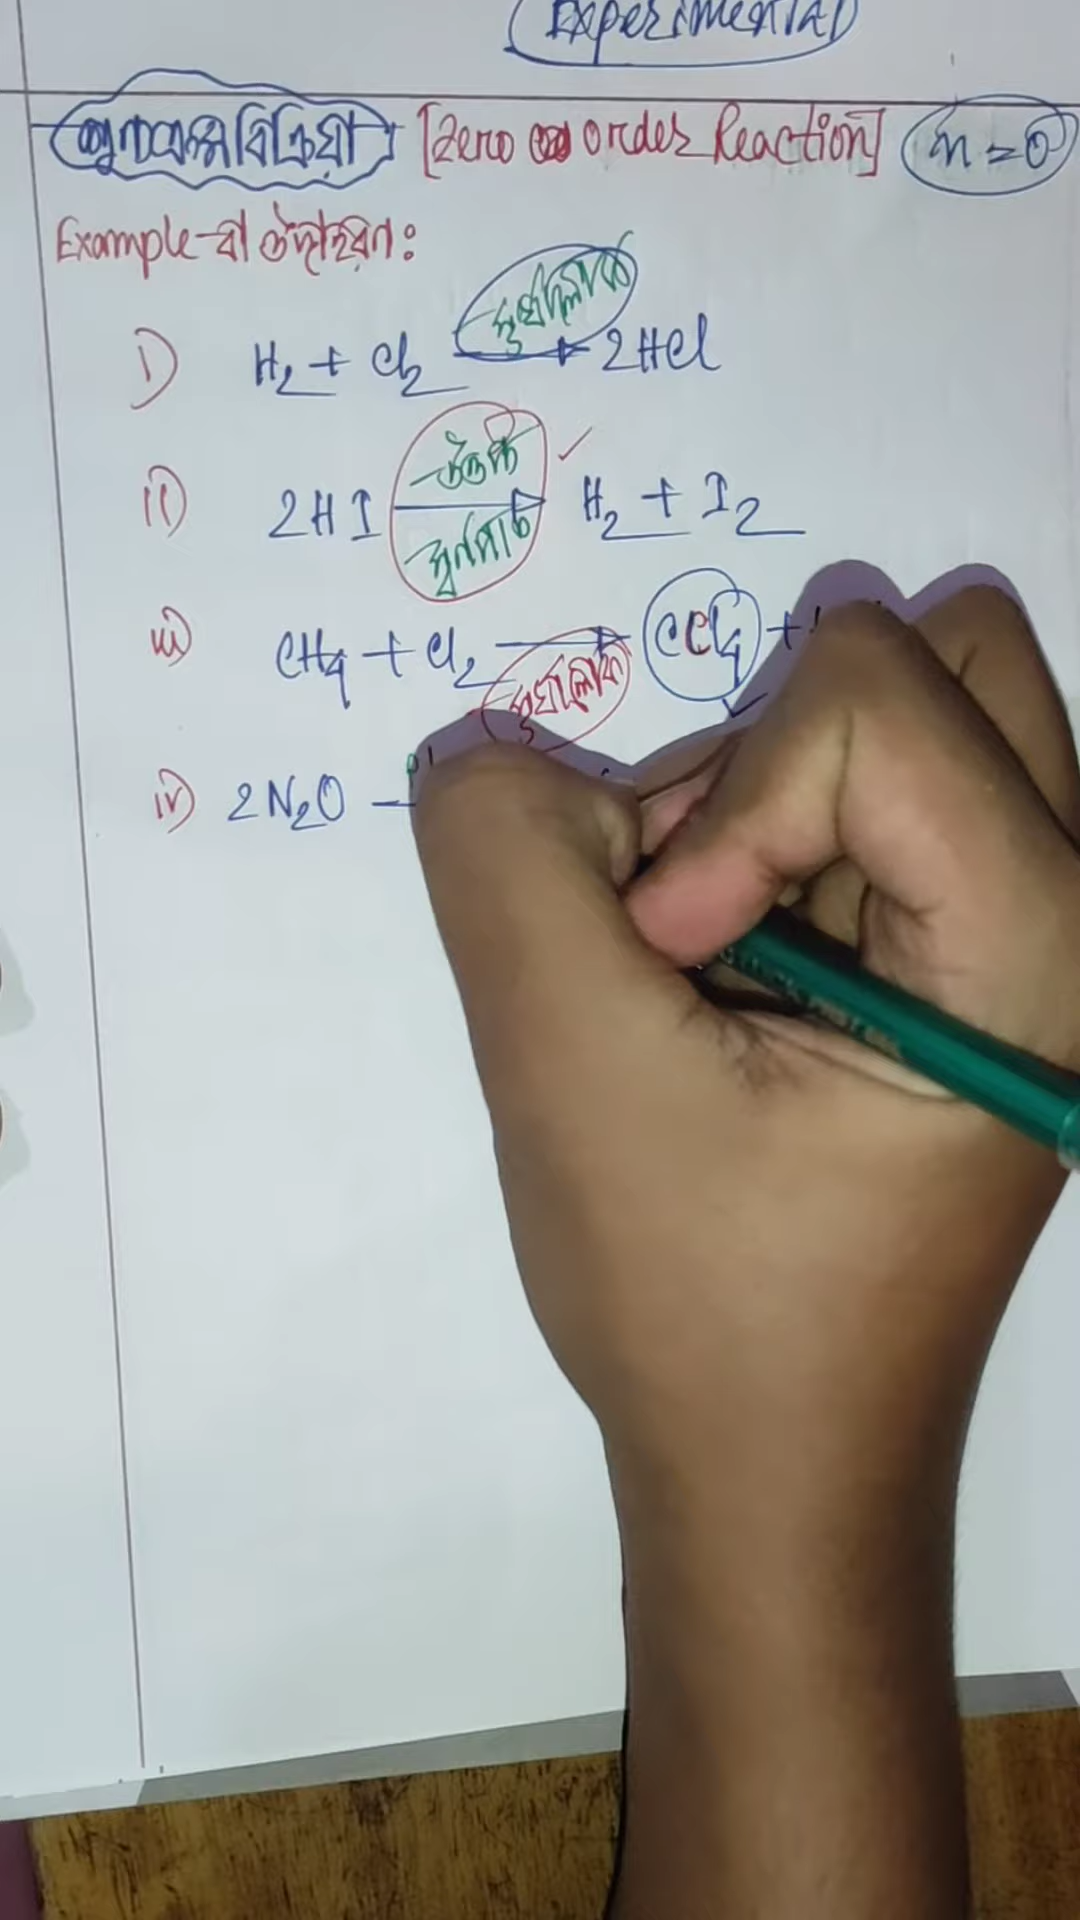 Experimental
শূন্যক্রম বিক্রিয়া [Zero order Reaction] n = 0
Example বা উদাহরণ:
সূর্যালোক
i) H₂ + Cl₂ → 2HCl
উত্তপ্ত
ii) 2HI → H₂ + I₂
স্বর্ণপাত
iii) CH₄ + Cl₂ → CCl₄ +
সূর্যালোক
iv) 2N₂O